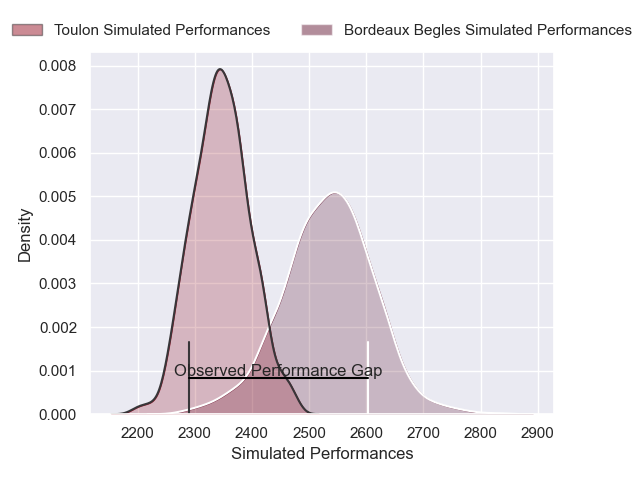 Toulon Simulated Performances Bordeaux Begles Simulated Performances
0.008
0.007
0.006
0.005
0.004
0.003
0.002
0.001
0.000
Density
Observed Performance Gap
2200 2300 2400 2500 2600 2700 2800 2900
Simulated Performances